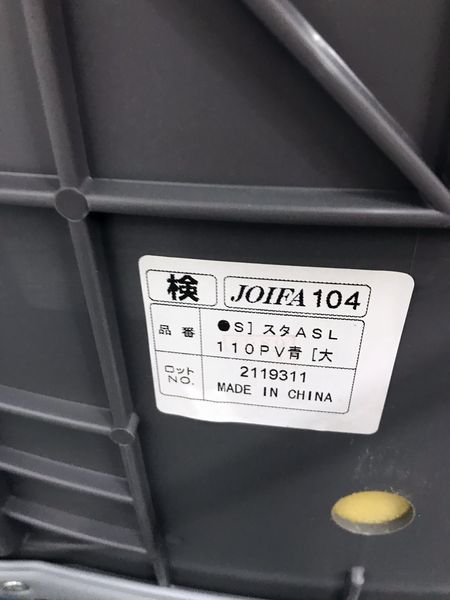 検 JOIFA 104
品番 ●S] スタASL
110PV青 [大
ロット
NO. 2119311
MADE IN CHINA